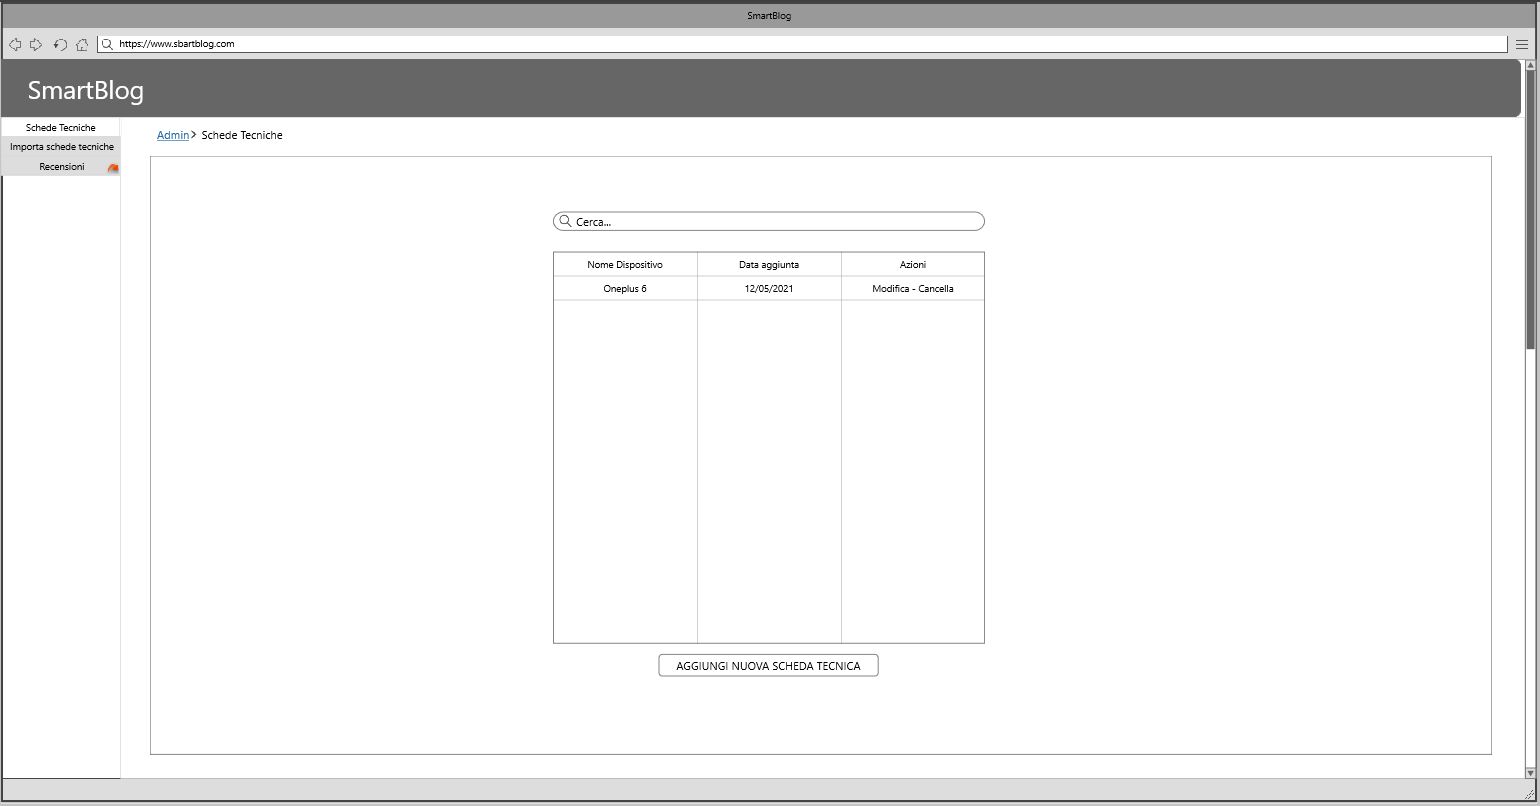 SmartBlog
https://www.sbartblog.com
SmartBlog
Schede Tecniche
Importa schede tecniche
Recensioni
Admin> Schede Tecniche
Cerca...
Nome Dispositivo Data aggiunta Azioni
Oneplus 6 12/05/2021 Modifica - Cancella
AGGIUNGI NUOVA SCHEDA TECNICA